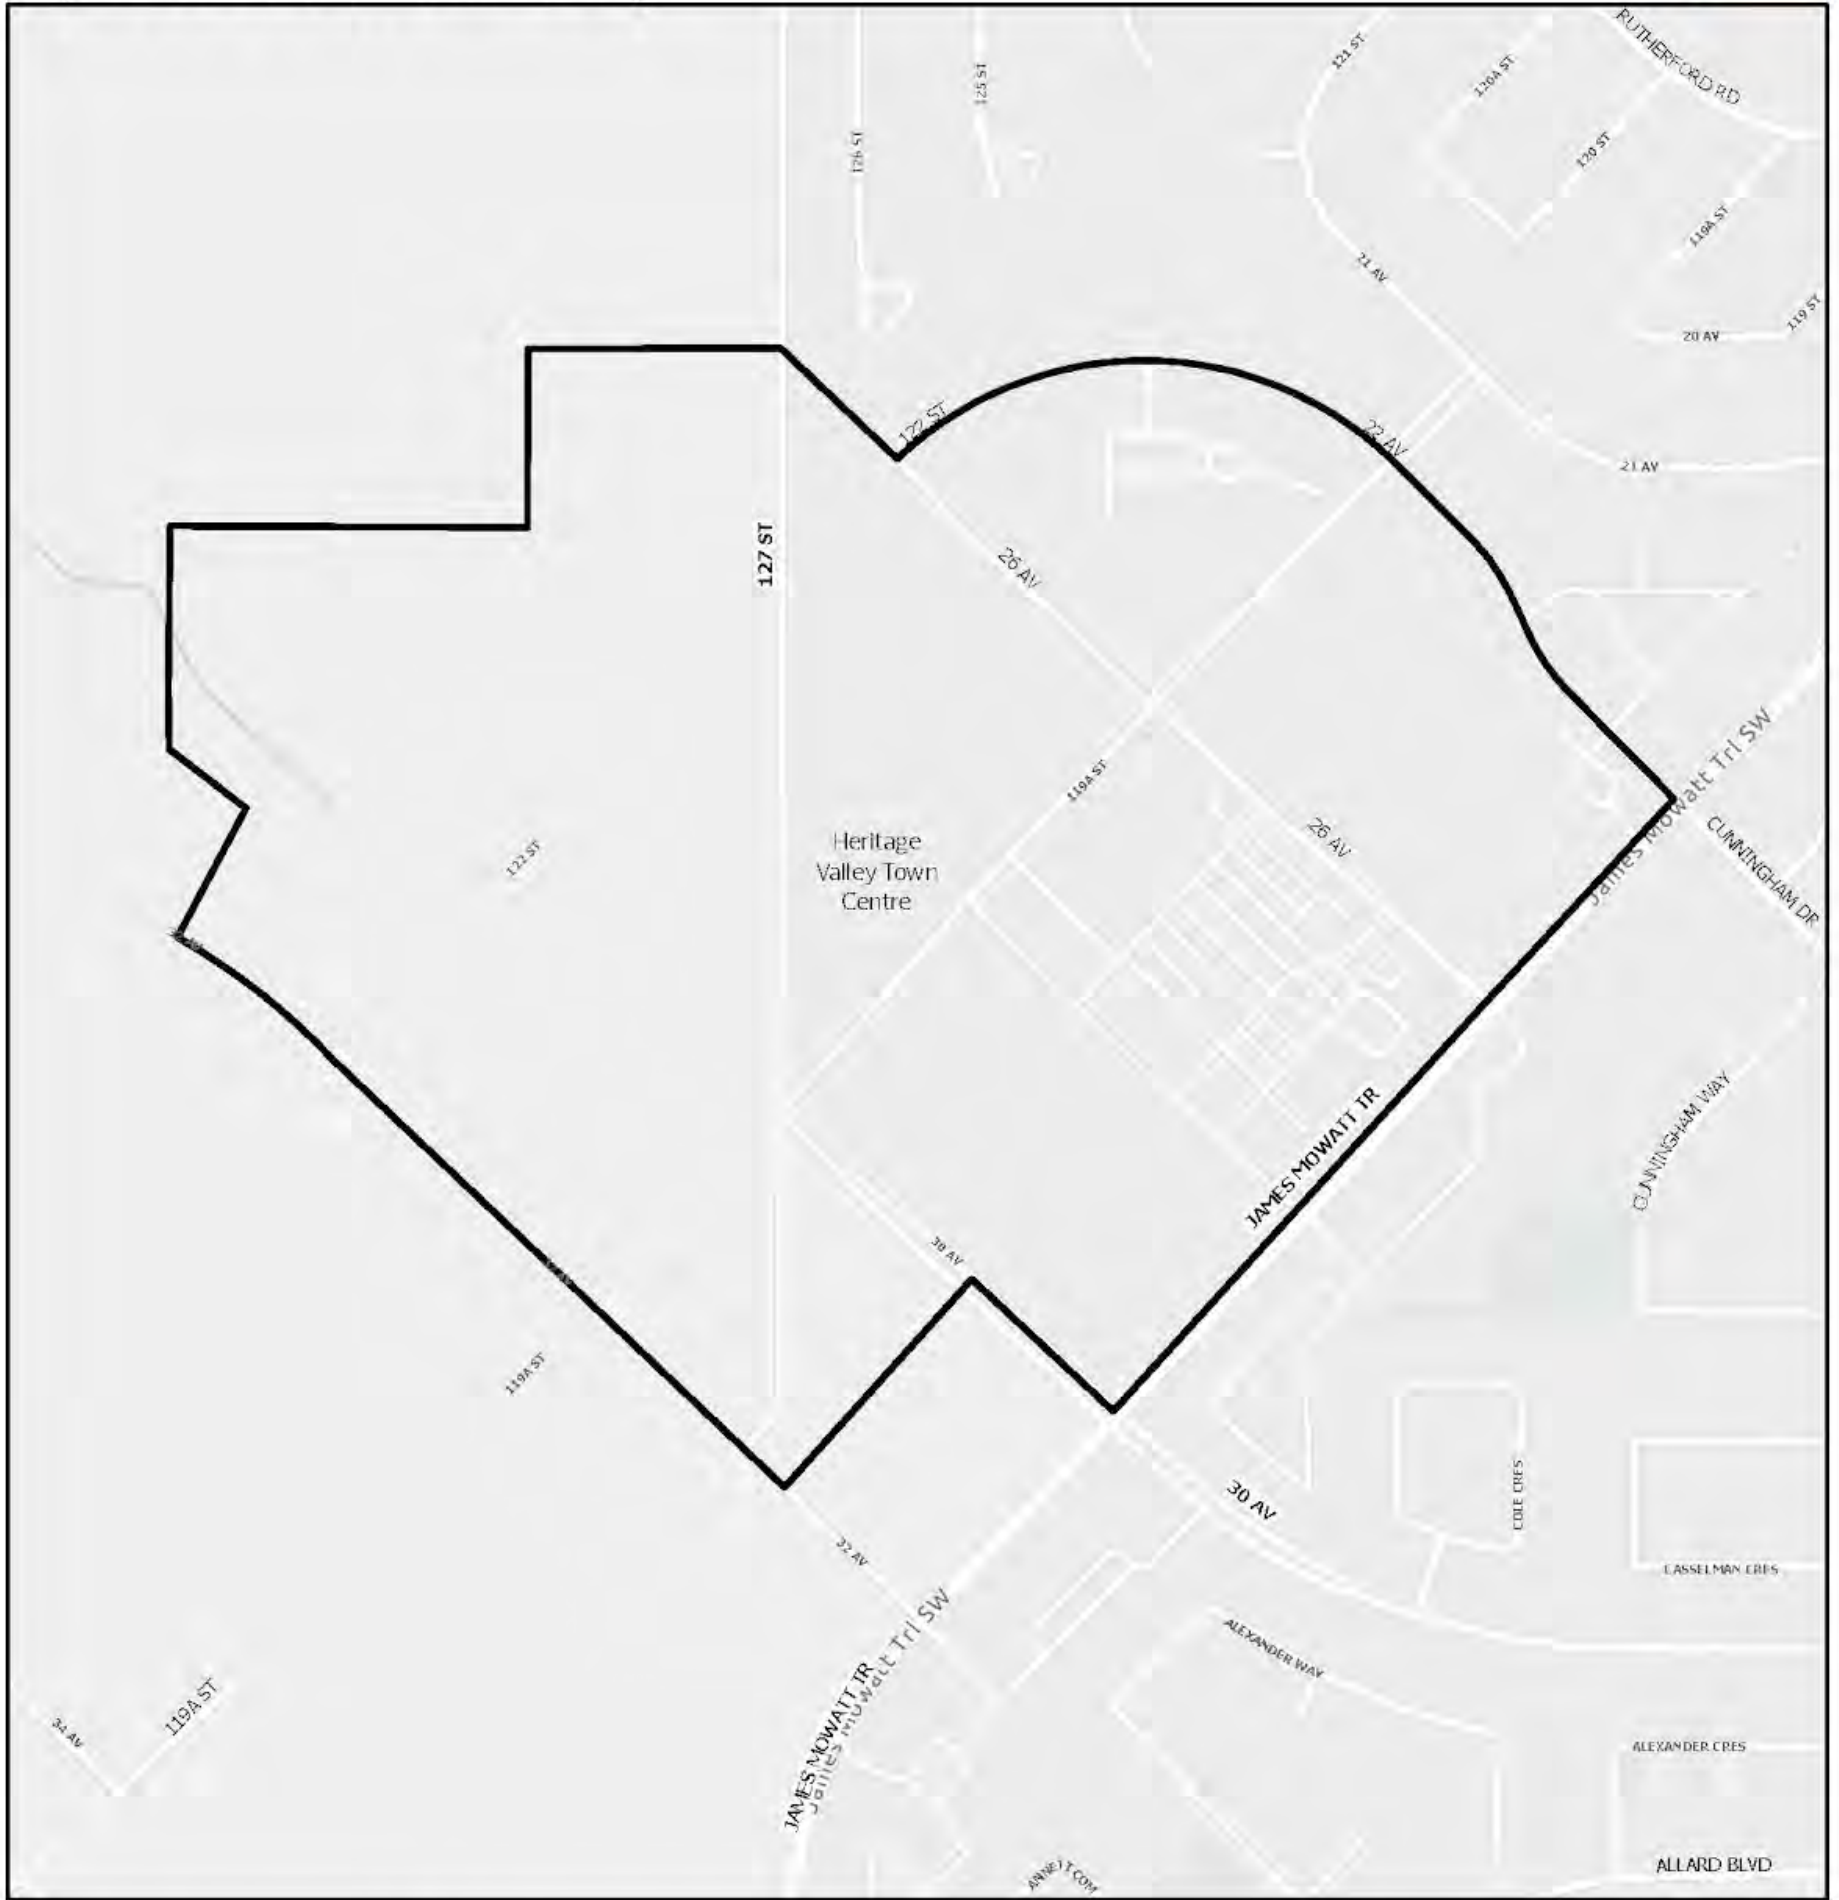 RUTHERFORD RD
121 ST
120A ST
125 ST
126 ST
120 ST
119A ST
21 AV
119 ST
20 AV
122 ST
22 AV
21 AV
127 ST
26 AV
James Mowatt Trl SW
119A ST
26 AV
Heritage
Valley Town
Centre
122 ST
CUNNINGHAM DR
CUNNINGHAM WAY
JAMES MOWATT TR
30 AV
119A ST
30 AV
COLE CRES
32 AV
CASSELMAN CRES
James Mowatt Trl SW
ALEXANDER WAY
JAMES MOWATT TR
119A ST
34 AV
ALEXANDER CRES
ALLARD BLVD
ANNETT COM